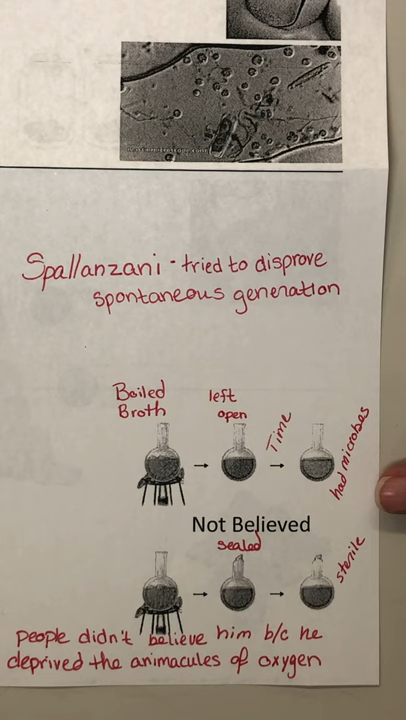 Spallanzani - tried to disprove
spontaneous generation
Boiled
Broth
left
open
Time
had microbes
Not Believed
sealed
sterile
people didn't believe him b/c he
deprived the animacules of oxygen